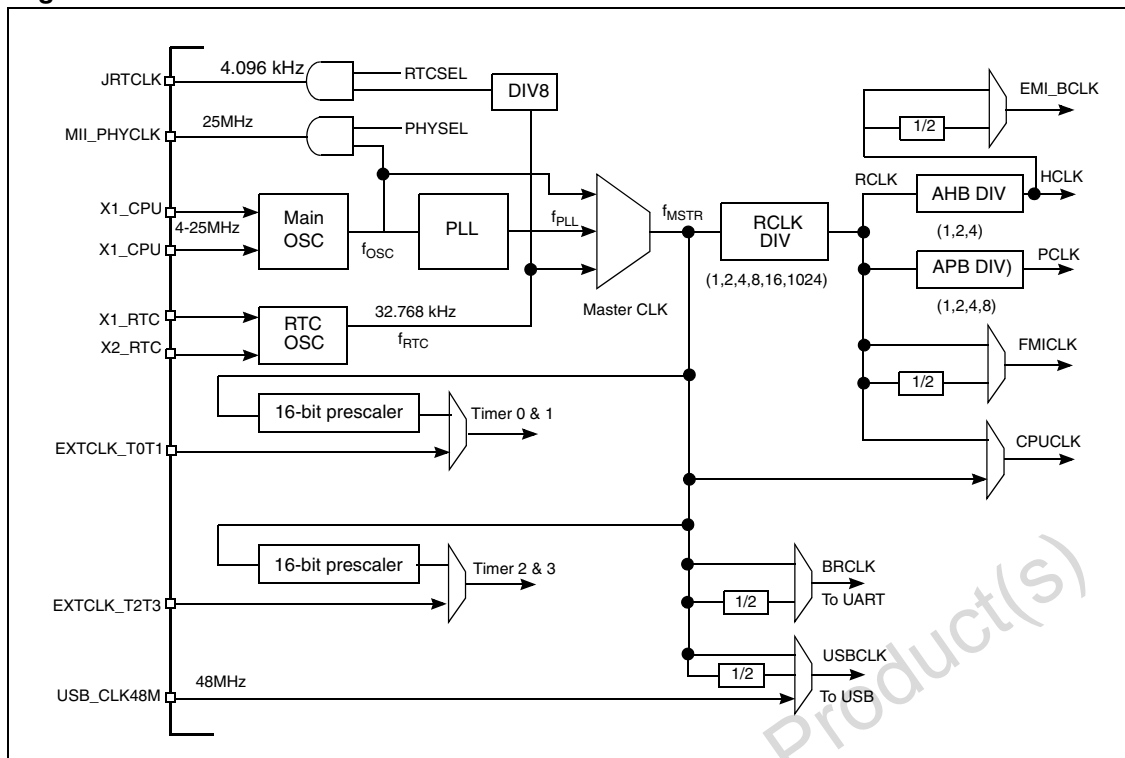 JRTCLK
4.096 kHz
RTCSEL
DIV8
MII_PHYCLK
25MHz
PHYSEL
X1_CPU
4-25MHz
X1_CPU
Main
OSC
fOSC
PLL
fPLL
Master CLK
fMSTR
RCLK
DIV
(1,2,4,8,16,1024)
RCLK
1/2
EMI_BCLK
AHB DIV
(1,2,4)
HCLK
APB DIV)
(1,2,4,8)
PCLK
X1_RTC
X2_RTC
RTC
OSC
32.768 kHz
fRTC
1/2
FMICLK
CPUCLK
16-bit prescaler
Timer 0 & 1
EXTCLK_T0T1
16-bit prescaler
Timer 2 & 3
EXTCLK_T2T3
1/2
BRCLK
To UART
1/2
USBCLK
To USB
USB_CLK48M
48MHz
Product(s)